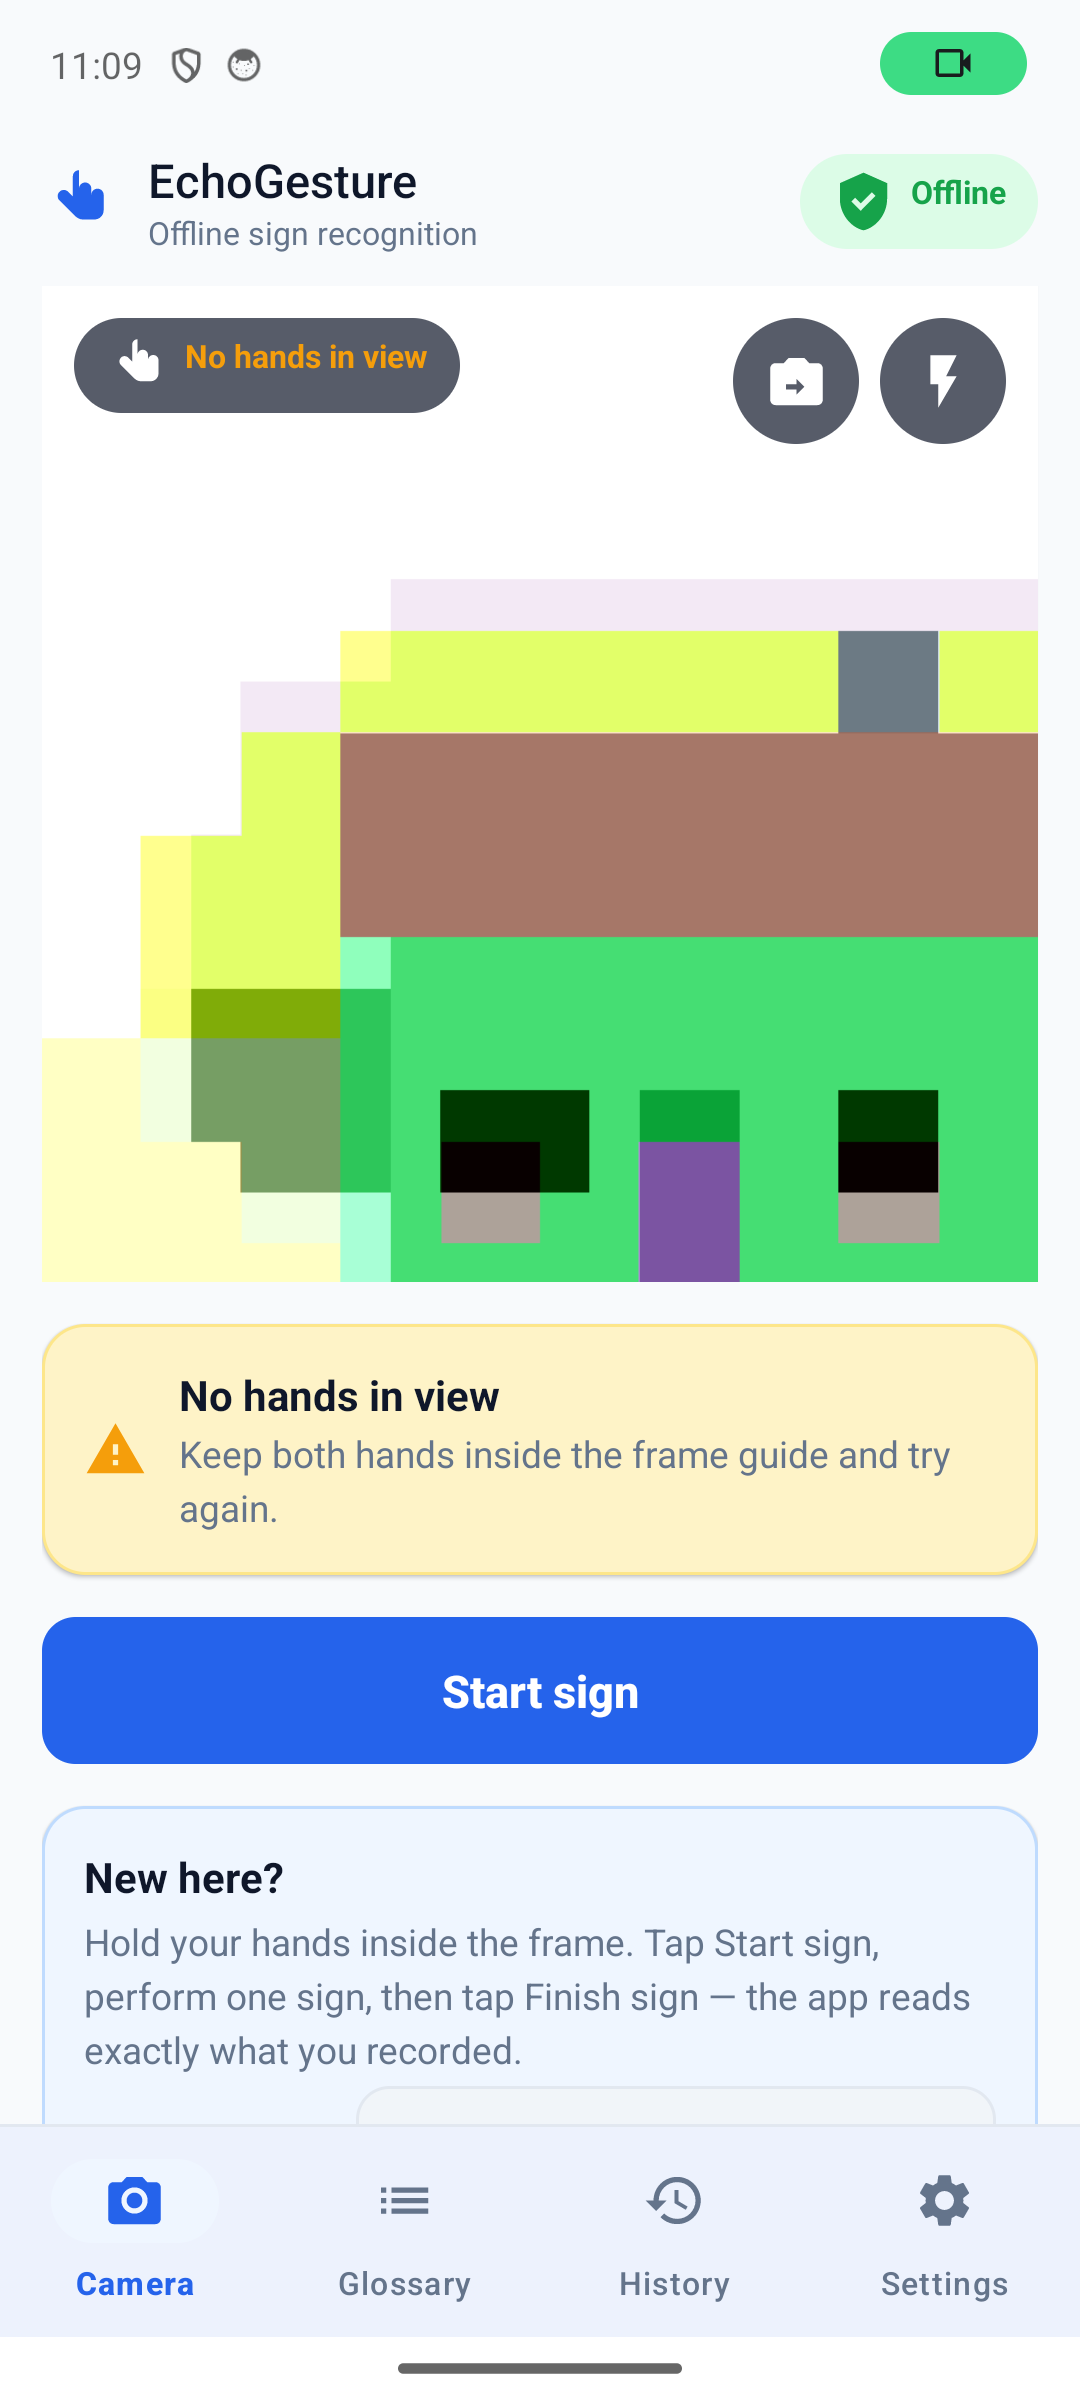 11:09
EchoGesture
Offline sign recognition
Offline
No hands in view
No hands in view
Keep both hands inside the frame guide and try
again.
Start sign
New here?
Hold your hands inside the frame. Tap Start sign,
perform one sign, then tap Finish sign — the app reads
exactly what you recorded.
Camera
Glossary
History
Settings